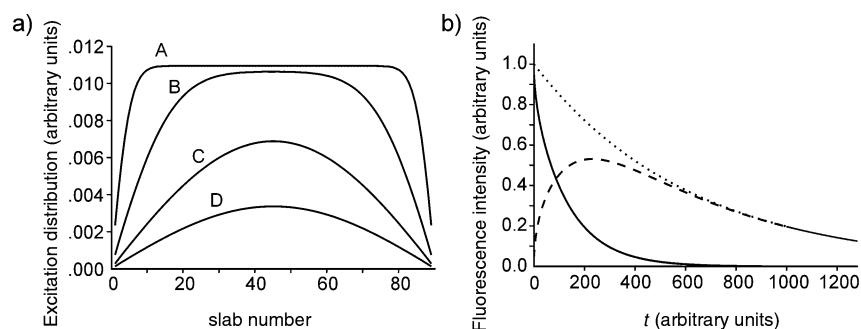 a)
Excitation distribution (arbitrary units)
.012
.010
.008
.006
.004
.002
.000
A
B
C
D
0
20
40
60
80
slab number
b)
Fluorescence intensity (arbitrary units)
1.0
0.8
0.6
0.4
0.2
0.0
0
200
400
600
800
1000
1200
t (arbitrary units)